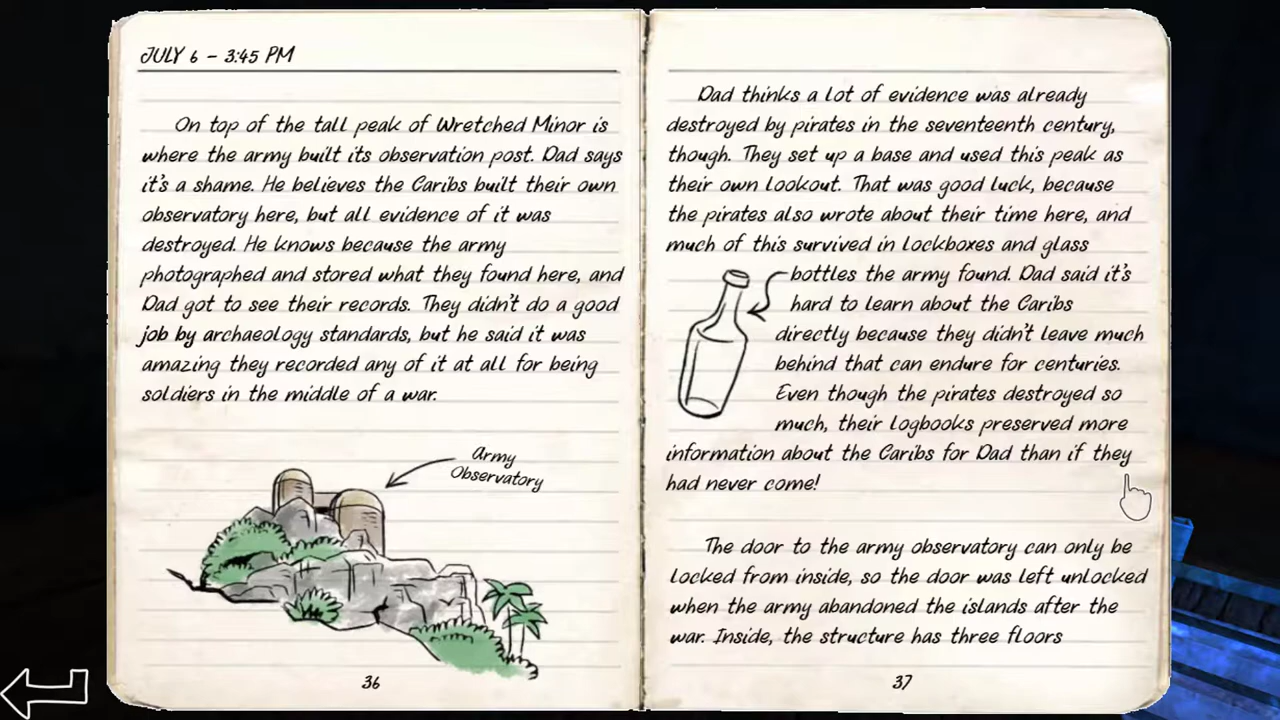 JULY 6 - 3:45 PM
On top of the tall peak of Wretched Minor is
where the army built its observation post. Dad says
it's a shame. He believes the Caribs built their own
observatory here, but all evidence of it was
destroyed. He knows because the army
photographed and stored what they found here, and
Dad got to see their records. They didn't do a good
job by archaeology standards, but he said it was
amazing they recorded any of it at all for being
soldiers in the middle of a war.
Army
Observatory
36
Dad thinks a lot of evidence was already
destroyed by pirates in the seventeenth century,
though. They set up a base and used this peak as
their own lookout. That was good luck, because
the pirates also wrote about their time here, and
much of this survived in lockboxes and glass
bottles the army found. Dad said it's
hard to learn about the Caribs
directly because they didn't leave much
behind that can endure for centuries.
Even though the pirates destroyed so
much, their logbooks preserved more
information about the Caribs for Dad than if they
had never come!
The door to the army observatory can only be
locked from inside, so the door was left unlocked
when the army abandoned the islands after the
war. Inside, the structure has three floors
37